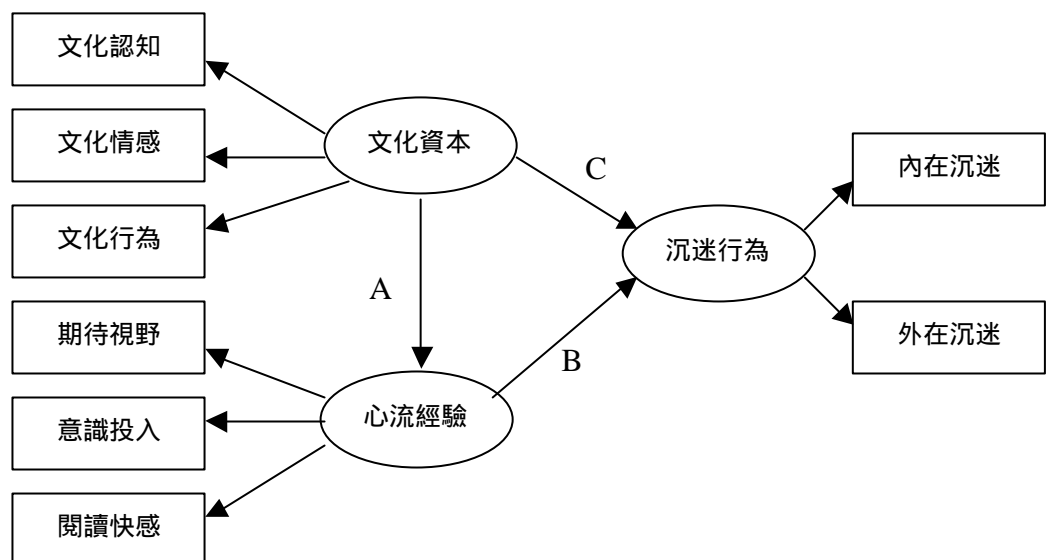 文化認知
文化情感
文化行為
期待視野
意識投入
閱讀快感
文化資本
心流經驗
A
B
C
沉迷行為
內在沉迷
外在沉迷